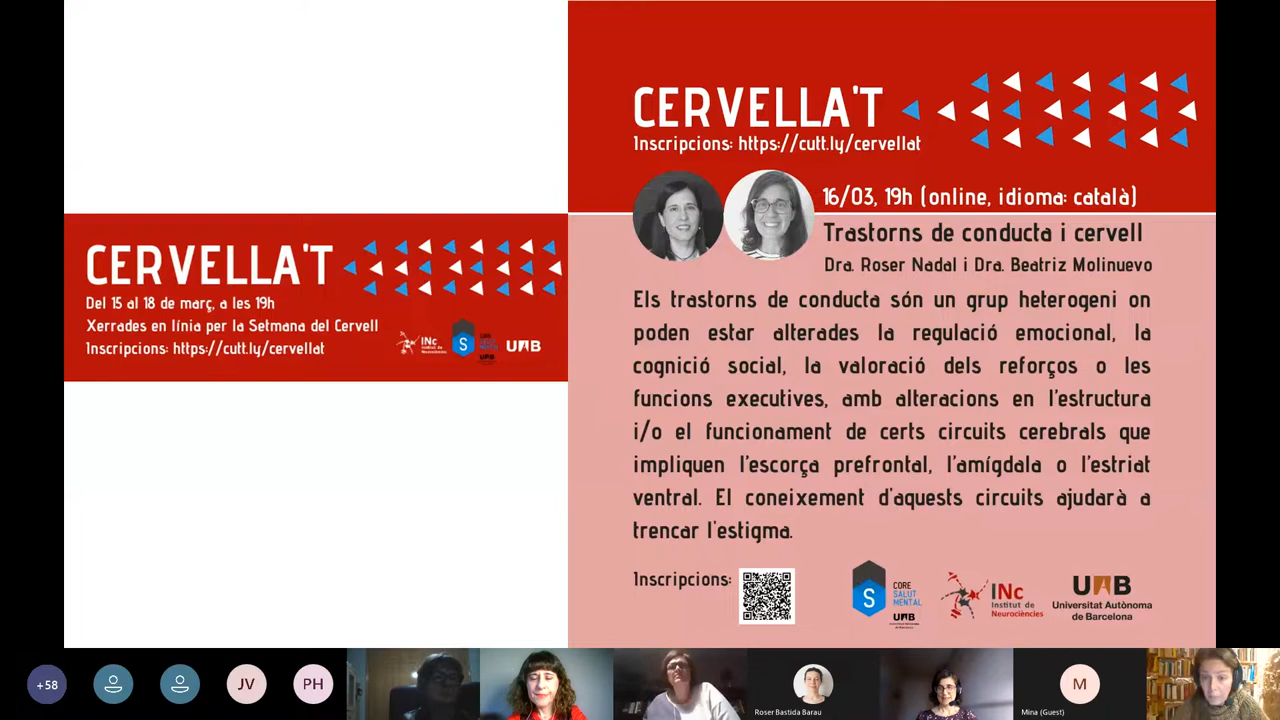 CERVELLA'T
Del 15 al 18 de març, a les 19h
Xerrades en línia per la Setmana del Cervell
Inscripcions: https://cutt.ly/cervellat
INc
Institut de
Neurociències
S
UAB
CERVELLA'T
Inscripcions: https://cutt.ly/cervellat
16/03, 19h (online, idioma: català)
Trastorns de conducta i cervell
Dra. Roser Nadal i Dra. Beatriz Molinuevo
Els trastorns de conducta són un grup heterogeni on
poden estar alterades la regulació emocional, la
cognició social, la valoració dels reforços o les
funcions executives, amb alteracions en l'estructura
i/o el funcionament de certs circuits cerebrals que
impliquen l'escorça prefrontal, l'amígdala o l'estriat
ventral. El coneixement d'aquests circuits ajudarà a
trencar l'estigma.
Inscripcions:
S
CORE
SALUT
MENTAL
UAB
INc
Institut de
Neurociències
UAB
Universitat Autònoma
de Barcelona
+58
JV
PH
Roser Bastida Barau
M
Mina (Guest)